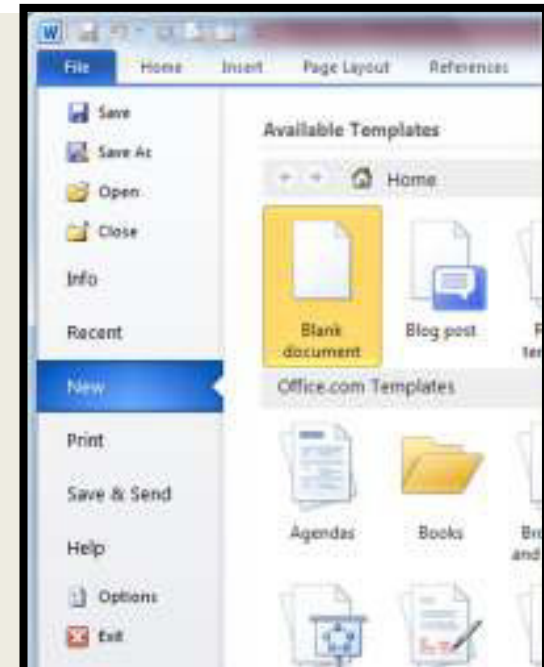 W
File Home Insert Page Layout References
Save
Save As
Open
Close
Info
Recent
New
Print
Save & Send
Help
Options
Exit
Available Templates
Home
Blank
document
Blog post
Office.com Templates
Agendas
Books
and